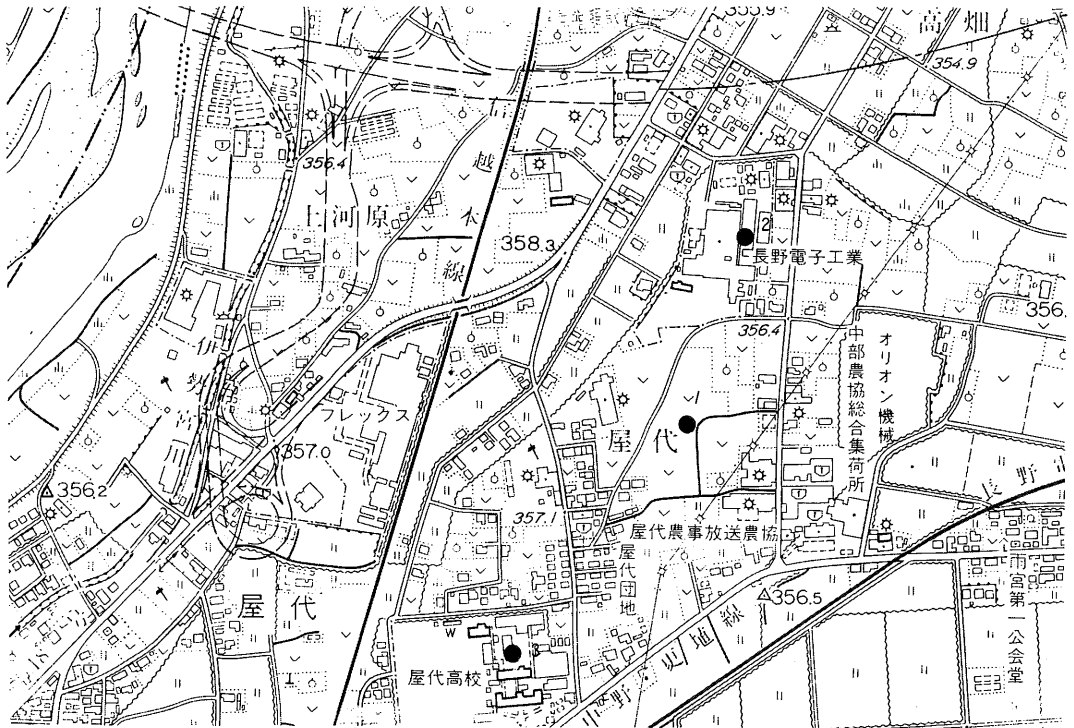 355.9
高畑
354.9
356.4
土河原
信越本線
358.3
2
長野電子工業
356.4
356.
中部農協総合集荷所
オリオン機械
伊勢宮川
フレックス
屋代
357.0
356.2
357.1
屋代農事放送農協
屋代団地
長野
屋代
356.5
雨宮第一公会堂
W
屋代高校
線